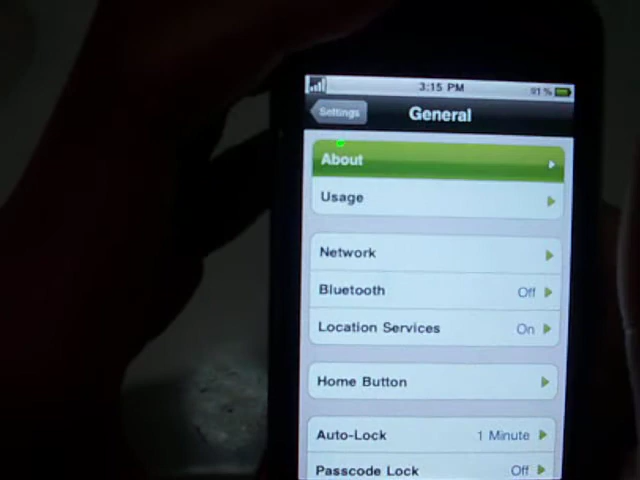 3:15 PM 91%
Settings General
About
Usage
Network
Bluetooth Off
Location Services On
Home Button
Auto-Lock 1 Minute
Passcode Lock Off